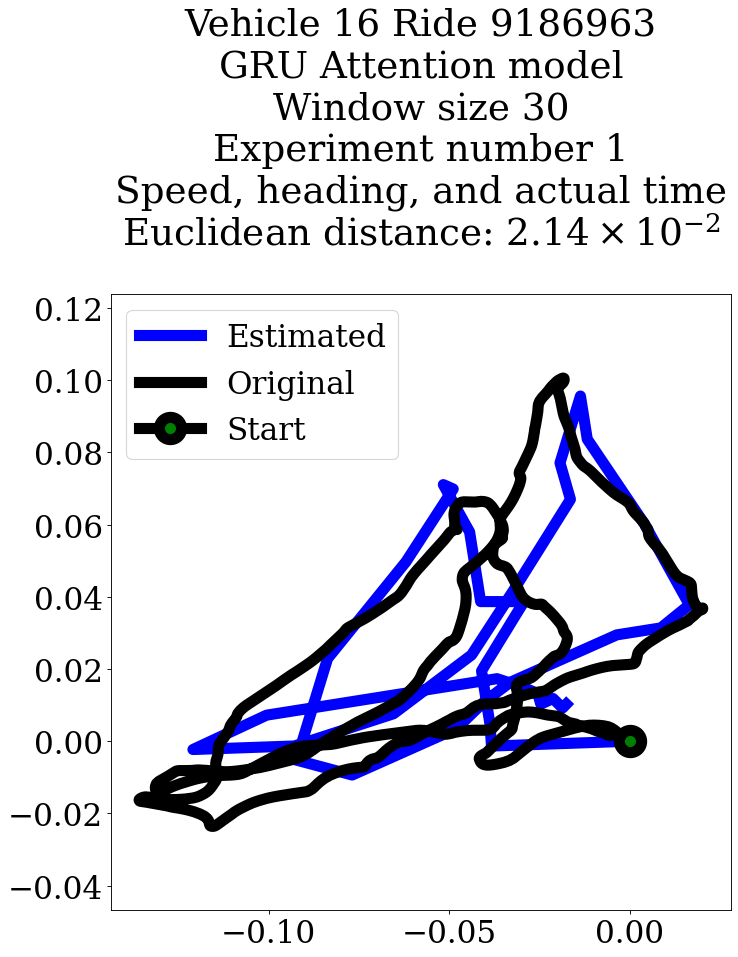 Vehicle 16 Ride 9186963
GRU Attention model
Window size 30
Experiment number 1
Speed, heading, and actual time
Euclidean distance: 2.14 × 10⁻²
Estimated
Original
Start
0.12
0.10
0.08
0.06
0.04
0.02
0.00
−0.02
−0.04
−0.10
−0.05
0.00